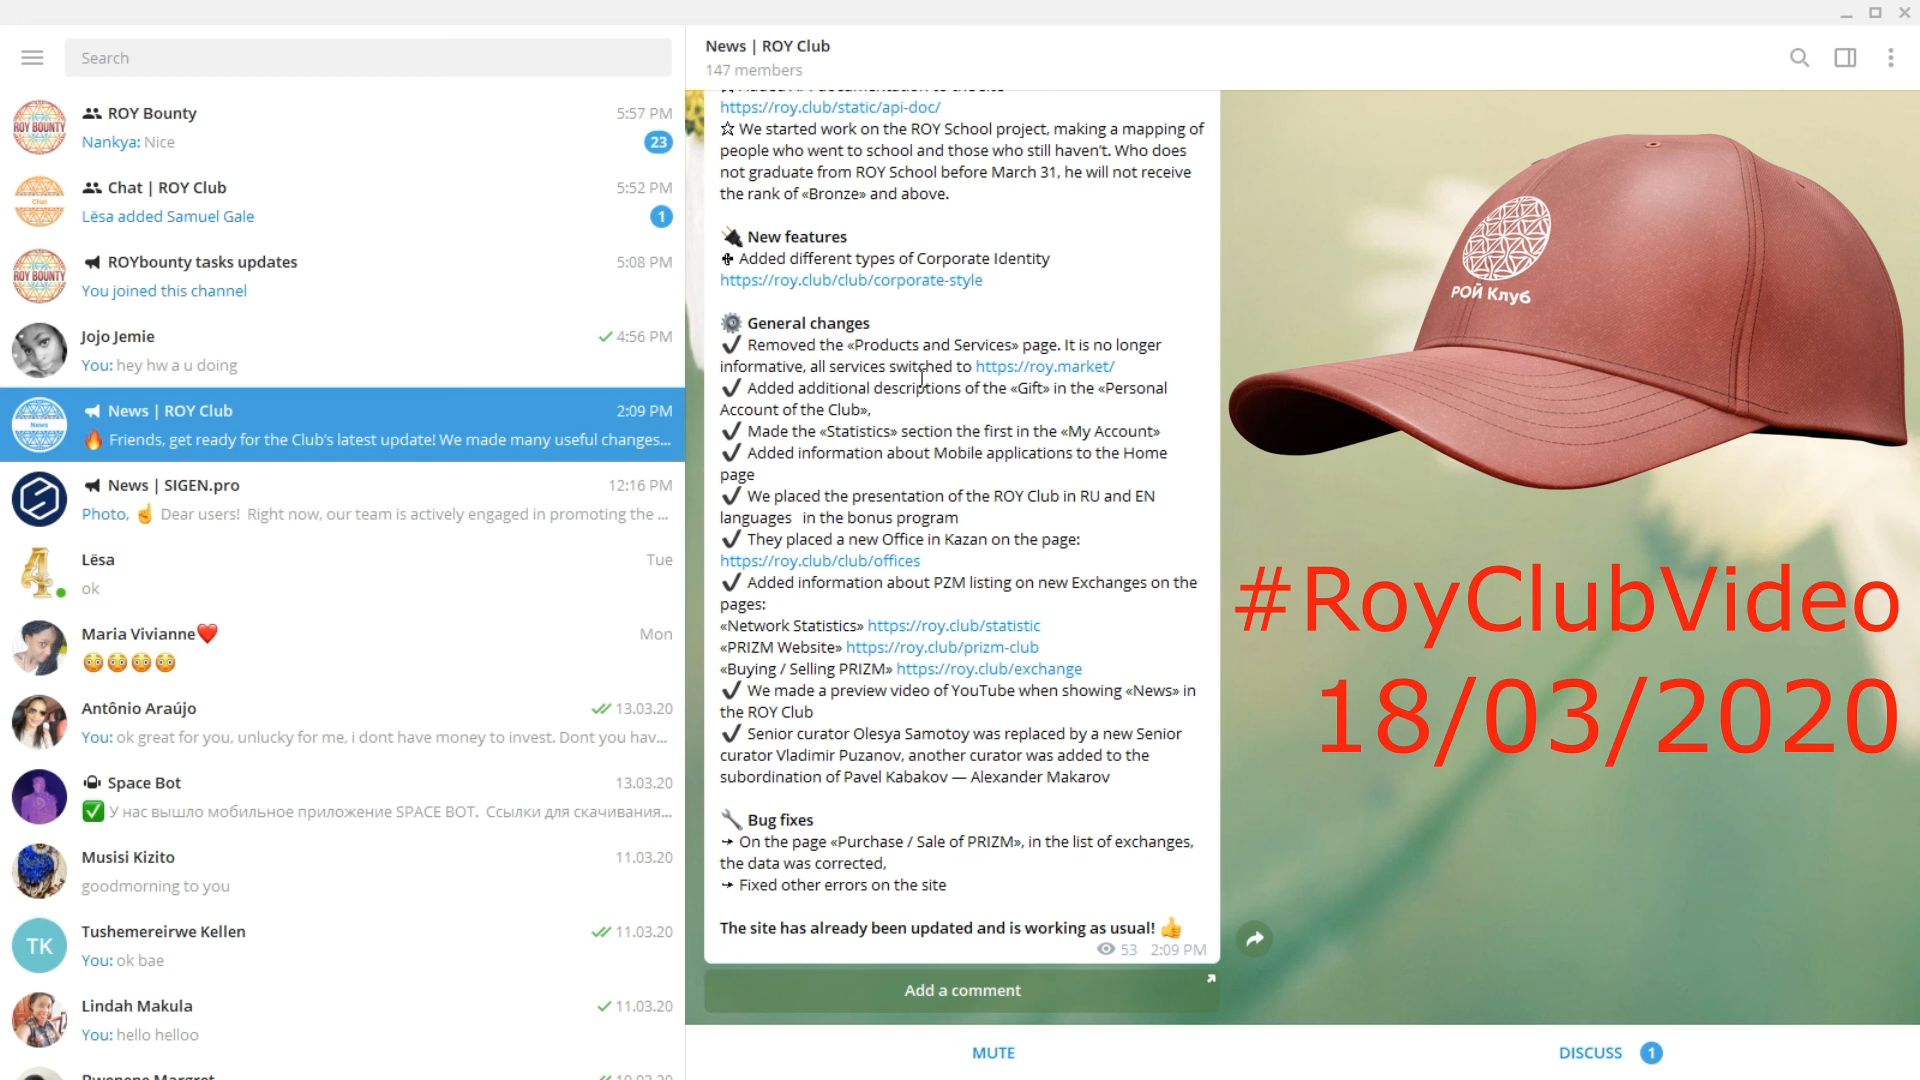 Search
ROY Bounty
5:57 PM
Nankya: Nice
23
Chat | ROY Club
5:52 PM
Lësa added Samuel Gale
1
ROYbounty tasks updates
5:08 PM
You joined this channel
Jojo Jemie
4:56 PM
You: hey hw a u doing
News | ROY Club
2:09 PM
Friends, get ready for the Club's latest update! We made many useful changes...
News | SIGEN.pro
12:16 PM
Photo, Dear users! Right now, our team is actively engaged in promoting the ...
Lësa
Tue
ok
Maria Vivianne
Mon
Antônio Araújo
13.03.20
You: ok great for you, unlucky for me, i dont have money to invest. Dont you hav...
Space Bot
13.03.20
У нас вышло мобильное приложение SPACE BOT. Ссылки для скачивания...
Musisi Kizito
11.03.20
goodmorning to you
TK
Tushemereirwe Kellen
11.03.20
You: ok bae
Lindah Makula
11.03.20
You: hello helloo
ROY BOUNTY
Chat
ROY BOUNTY
News
News | ROY Club
147 members
https://roy.club/static/api-doc/
☆ We started work on the ROY School project, making a mapping of
people who went to school and those who still haven't. Who does
not graduate from ROY School before March 31, he will not receive
the rank of «Bronze» and above.
New features
Added different types of Corporate Identity
https://roy.club/club/corporate-style
General changes
✔ Removed the «Products and Services» page. It is no longer
informative, all services switched to https://roy.market/
✔ Added additional descriptions of the «Gift» in the «Personal
Account of the Club»,
✔ Made the «Statistics» section the first in the «My Account»
✔ Added information about Mobile applications to the Home
page
✔ We placed the presentation of the ROY Club in RU and EN
languages in the bonus program
✔ They placed a new Office in Kazan on the page:
https://roy.club/club/offices
✔ Added information about PZM listing on new Exchanges on the
pages:
«Network Statistics» https://roy.club/statistic
«PRIZM Website» https://roy.club/prizm-club
«Buying / Selling PRIZM» https://roy.club/exchange
✔ We made a preview video of YouTube when showing «News» in
the ROY Club
✔ Senior curator Olesya Samotoy was replaced by a new Senior
curator Vladimir Puzanov, another curator was added to the
subordination of Pavel Kabakov — Alexander Makarov
Bug fixes
On the page «Purchase / Sale of PRIZM», in the list of exchanges,
the data was corrected,
Fixed other errors on the site
The site has already been updated and is working as usual!
53 2:09 PM
Add a comment
MUTE
DISCUSS
1
РОЙ Клуб
#RoyClubVideo
18/03/2020